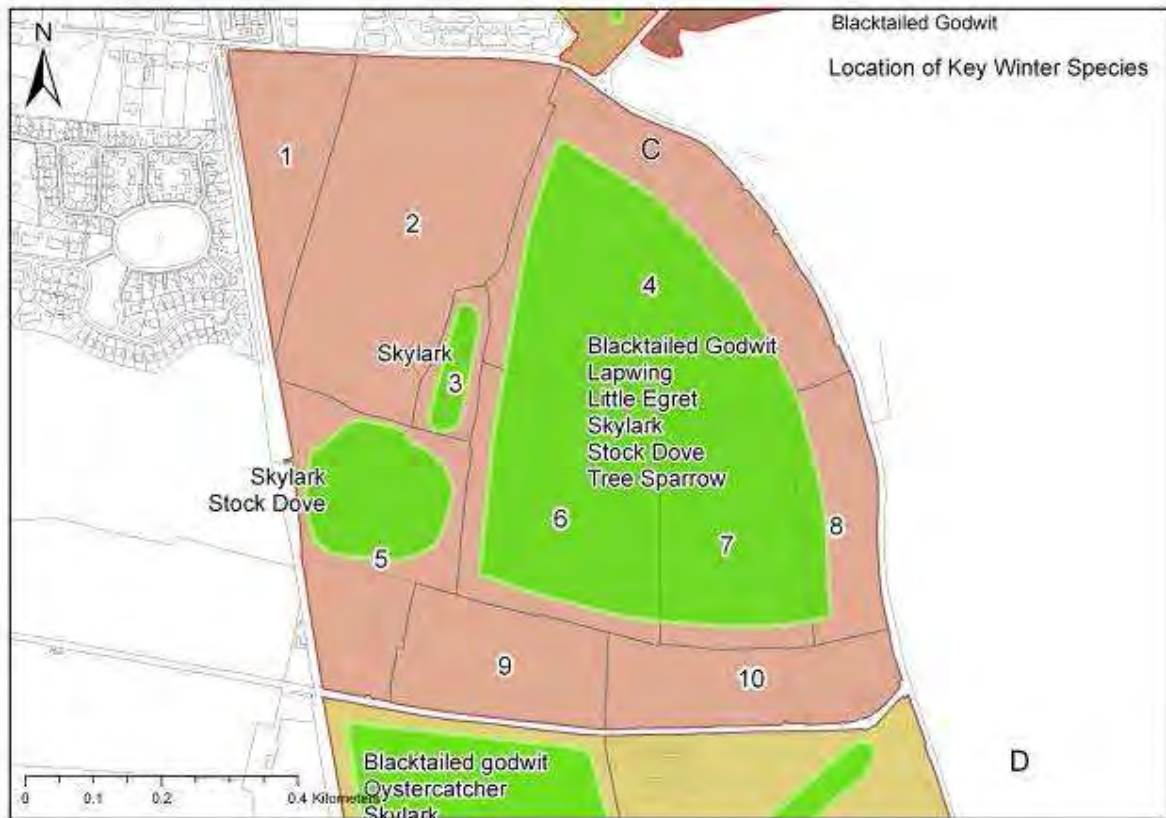 Blacktailed Godwit
Location of Key Winter Species
N
C
1
2
4
Skylark
3
Blacktailed Godwit
Lapwing
Little Egret
Skylark
Stock Dove
Tree Sparrow
Skylark
Stock Dove
5
6
7
8
9
10
D
Blacktailed godwit
Oystercatcher
Skylark
0 0.1 0.2 0.4 Kilometers